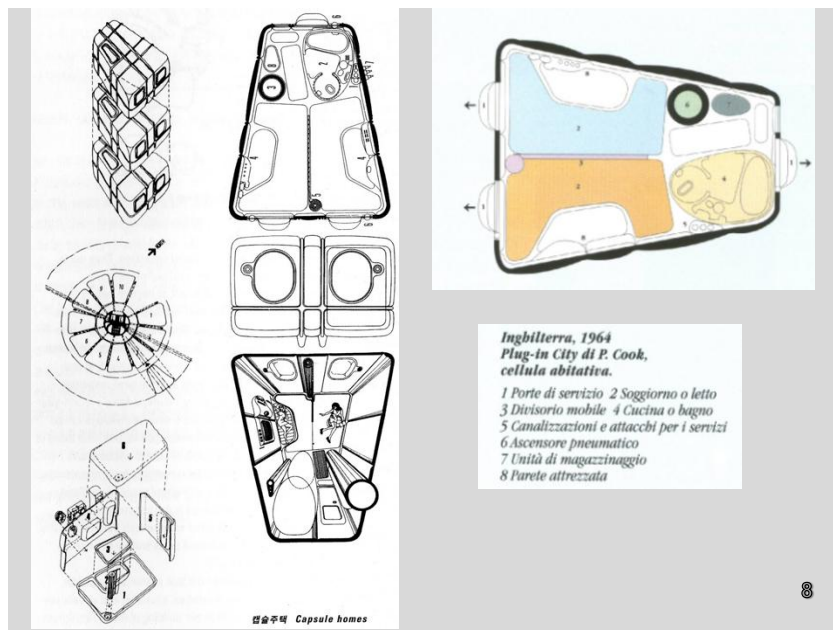 캡슐주택 Capsule homes
Inghilterra, 1964
Plug-in City di P. Cook,
cellula abitativa.
1 Porte di servizio 2 Soggiorno o letto
3 Divisorio mobile 4 Cucina o bagno
5 Canalizzazioni e attacchi per i servizi
6 Ascensore pneumatico
7 Unità di magazzinaggio
8 Parete attrezzata
8